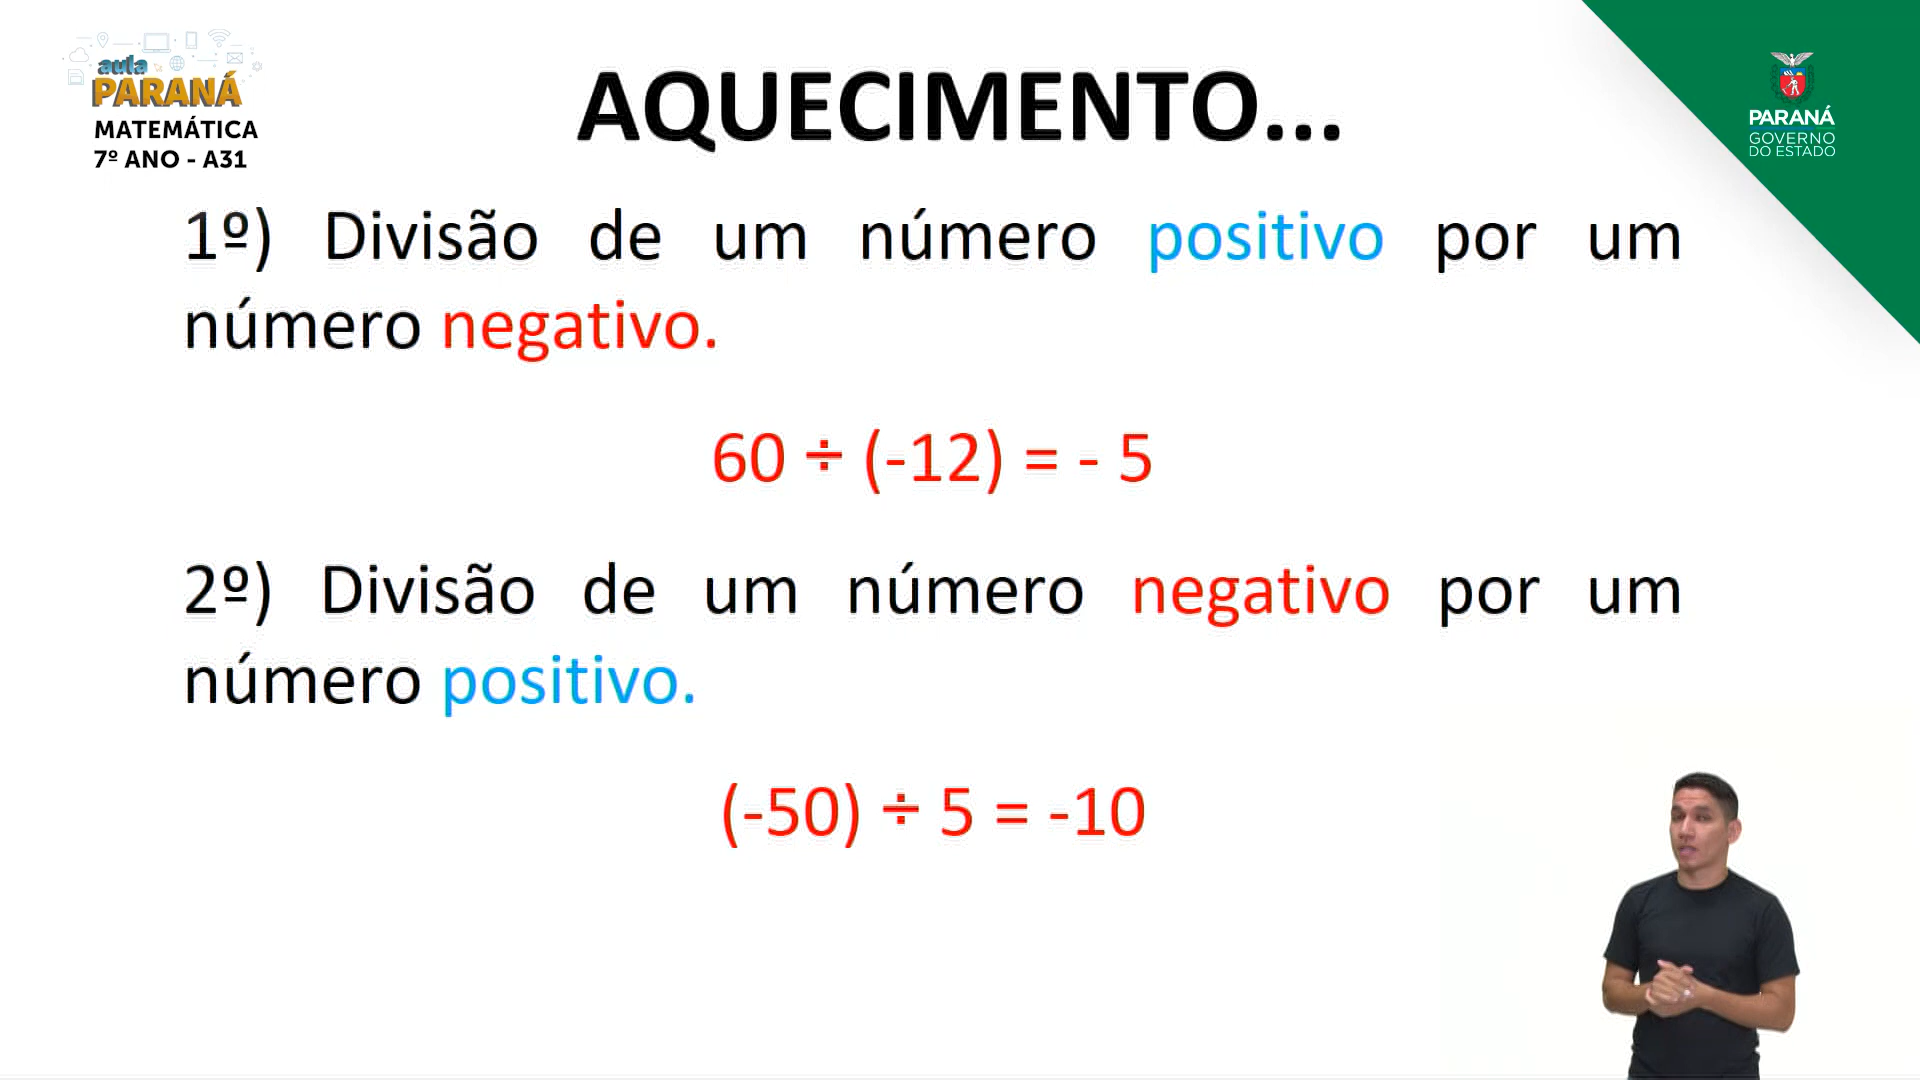 aula
PARANÁ
MATEMÁTICA
7º ANO - A31
AQUECIMENTO...
PARANÁ
GOVERNO
DO ESTADO
1º) Divisão de um número positivo por um
número negativo.
60 ÷ (-12) = - 5
2º) Divisão de um número negativo por um
número positivo.
(-50) ÷ 5 = -10